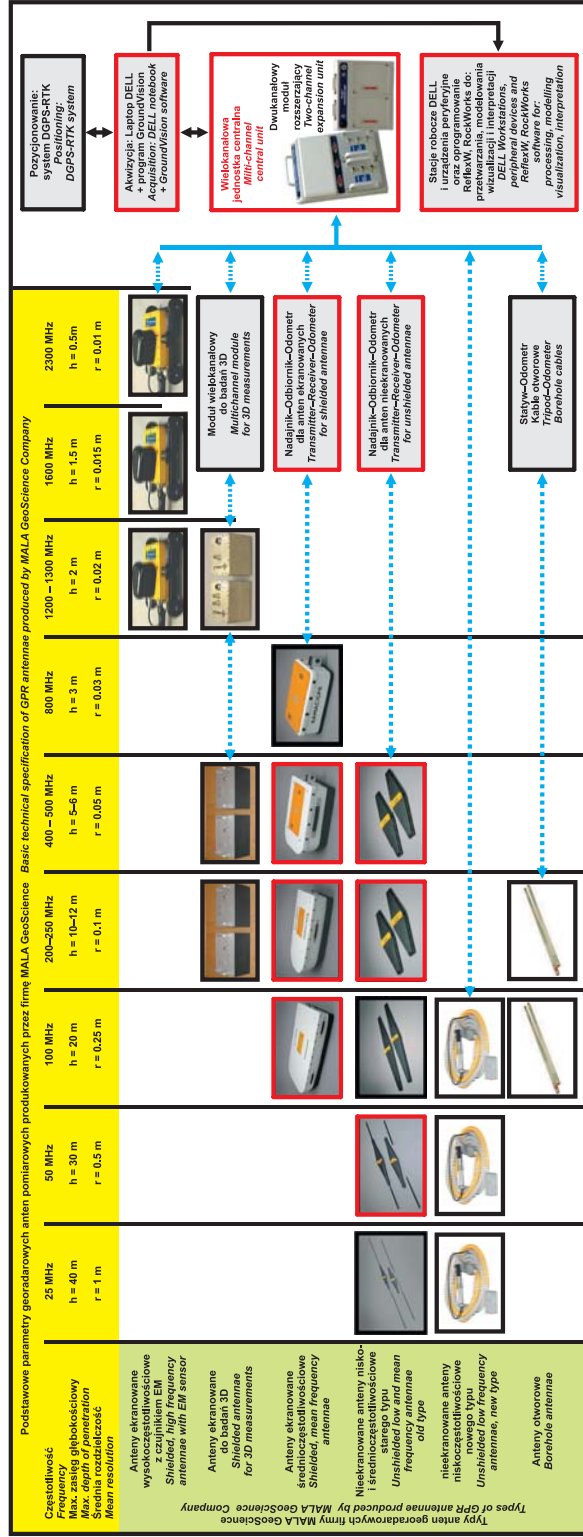 Podstawowe parametry georadarowych anten pomiarowych produkowanych przez firmę MALA GeoScience Basic technical specification of GPR antennae produced by MALA GeoScience Company
Częstotliwość
Frequency
Max. zasięg głębokościowy
Max. depth of penetration
Średnia rozdzielczość
Mean resolution
25 MHz
h = 40 m
r = 1 m
50 MHz
h = 30 m
r = 0.5 m
100 MHz
h = 20 m
r = 0.25 m
200–250 MHz
h = 10–12 m
r = 0.1 m
400 – 500 MHz
h = 5–6 m
r = 0.05 m
800 MHz
h = 3 m
r = 0.03 m
1200 – 1300 MHz
h = 2 m
r = 0.02 m
1600 MHz
h = 1.5 m
r = 0.015 m
2300 MHz
h = 0.5m
r = 0.01 m
Typy anten georadarowych firmy MALA GeoScience
Types of GPR antennae produced by MALA GeoScience Company
Anteny ekranowane
wysokoczęstotliwościowe
z czujnikiem EM
Shielded, high frequency
antennae with EM sensor
Anteny ekranowane
do badań 3D
Shielded antennae
for 3D measurements
Anteny ekranowane
średnioczęstotliwościowe
Shielded, mean frequency
antennae
Nieekranowane anteny nisko-
i średnioczęstotliwościowe
starego typu
Unshielded low and mean
frequency antennae
old type
nieekranowane anteny
niskoczęstotliwościowe
nowego typu
Unshielded low frequency
antennae, new type
Anteny otworowe
Borehole antennae
Moduł wielokanałowy
do badań 3D
Multichannel module
for 3D measurements
Nadajnik–Odbiornik–Odometr
dla anten ekranowanych
Transmitter–Receiver–Odometer
for shielded antennae
Nadajnik–Odbiornik–Odometr
dla anten nieekranowanych
Transmitter–Receiver–Odometer
for unshielded antennae
Statyw–Odometr
Kable otworowe
Tripod–Odometer
Borehole cables
Pozycjonowanie:
system DGPS-RTK
Positioning:
DGPS-RTK system
Akwizycja: Laptop DELL
+ program GroundVision
Acquisition: DELL notebook
+ GroundVision software
Wielokanałowa
jednostka centralna
Milti-channel
central unit
Dwukanałowy
moduł
rozszerzający
Two-channel
expansion unit
Stacje robocze DELL
i urządzenia peryferyjne
oraz oprogramowanie
ReflexW, RockWorks do:
przetwarzania, modelowania
wizualizacji i interpretacji
DELL Workstations,
peripheral devices and
ReflexW, RockWorks
software for:
processing, modelling
visualization, interpretation